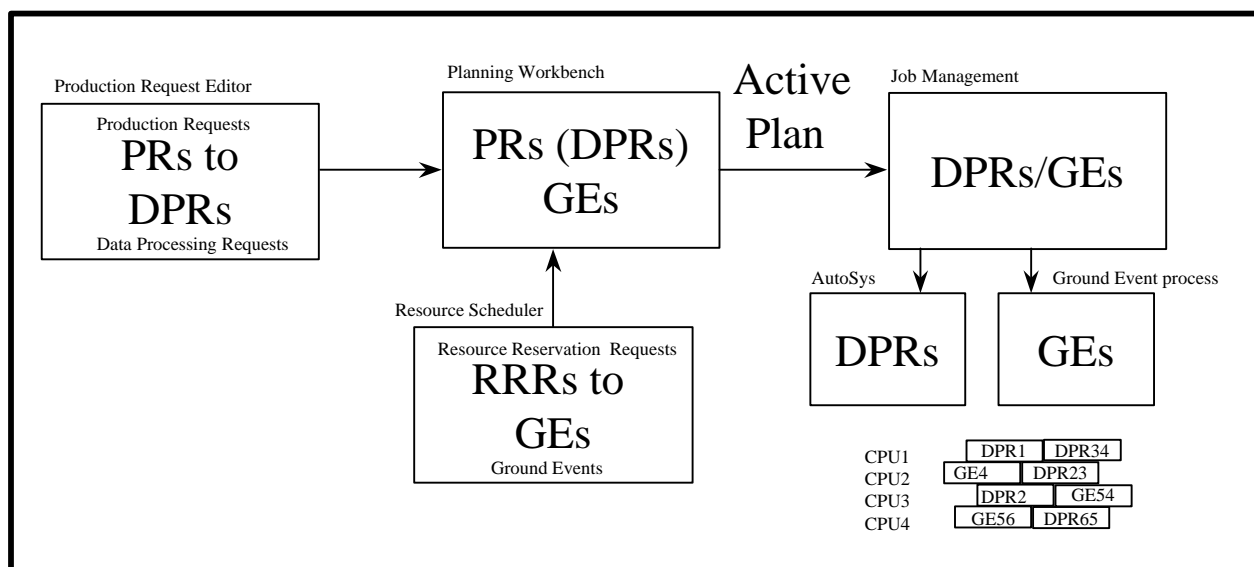 Production Request Editor
Production Requests
PRs to
DPRs
Data Processing Requests
Planning Workbench
PRs (DPRs)
GEs
Active
Plan
Job Management
DPRs/GEs
Resource Scheduler
Resource Reservation Requests
RRRs to
GEs
Ground Events
AutoSys
DPRs
Ground Event process
GEs
CPU1 DPR1 DPR34
CPU2 GE4 DPR23
CPU3 DPR2 GE54
CPU4 GE56 DPR65